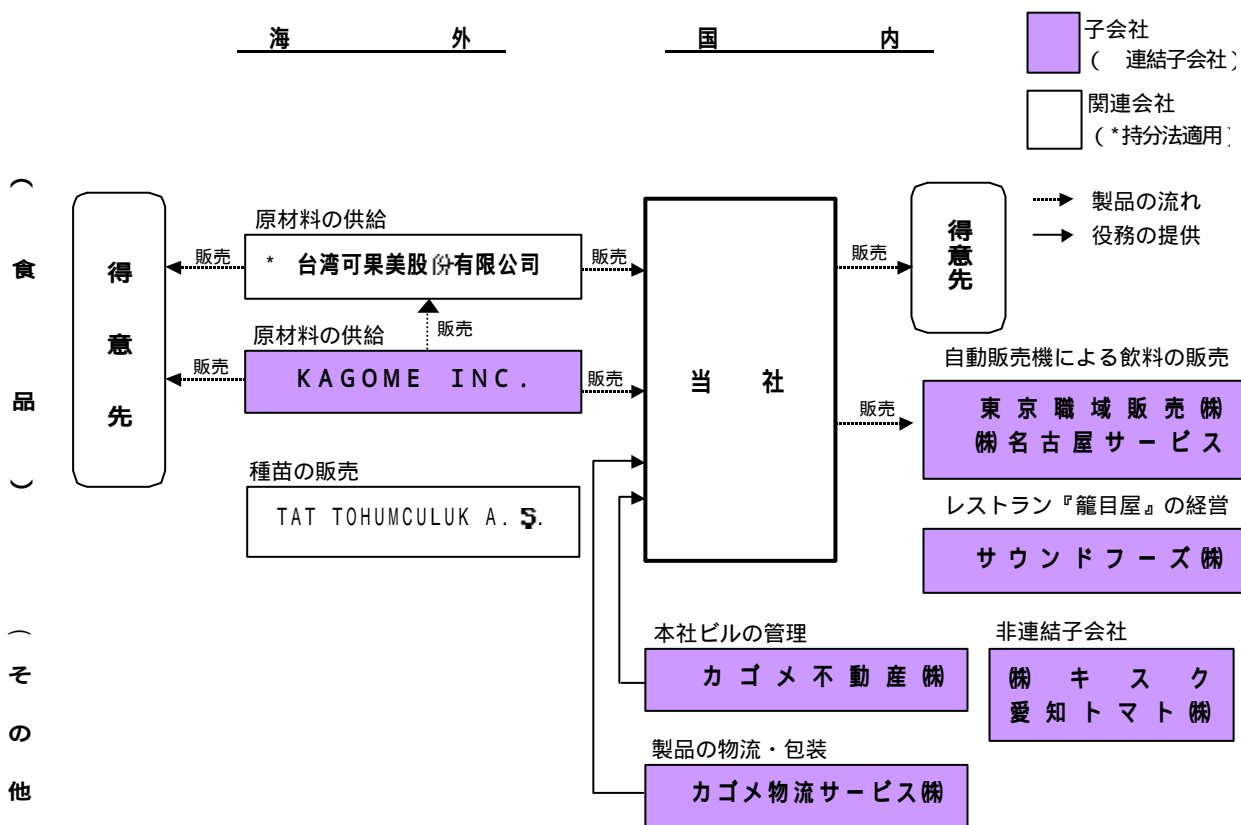 海 外
国 内
子会社
( 連結子会社)
関連会社
(*持分法適用)
製品の流れ
役務の提供
(食品)
得意先
原材料の供給
販売
* 台湾可果美股份有限公司
販売
販売
原材料の供給
販売
KAGOME INC.
販売
種苗の販売
TAT TOHUMCULUK A.S.
当 社
販売
得意先
自動販売機による飲料の販売
販売
東京職域販売㈱
㈱名古屋サービス
レストラン『籠目屋』の経営
サウンドフーズ㈱
(その他
本社ビルの管理
カゴメ不動産㈱
非連結子会社
㈱キスク
愛知トマト㈱
製品の物流・包装
カゴメ物流サービス㈱